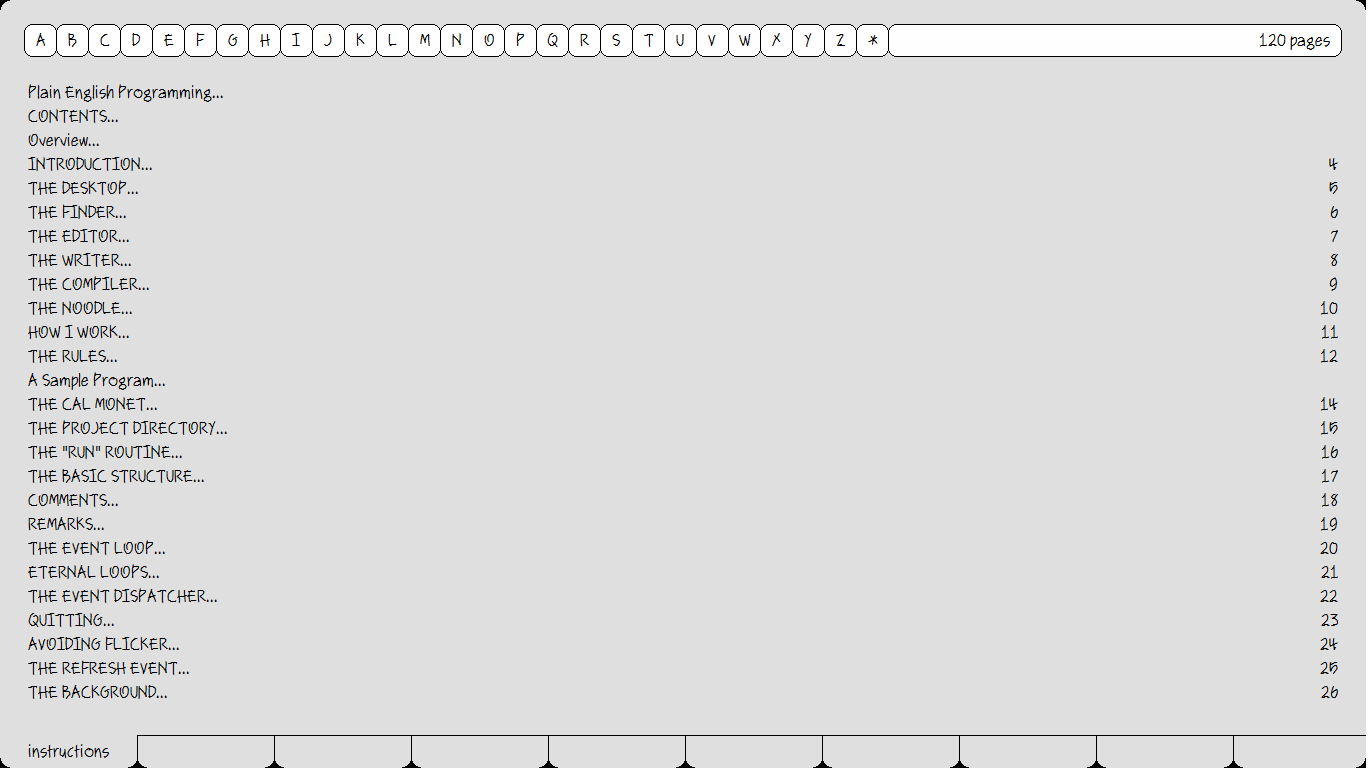 A B C D E F G H I J K L M N O P Q R S T U V W X Y Z * 120 pages
Plain English Programming...
CONTENTS...
Overview...
INTRODUCTION... 4
THE DESKTOP... 5
THE FINDER... 6
THE EDITOR... 7
THE WRITER... 8
THE COMPILER... 9
THE NOODLE... 10
HOW I WORK... 11
THE RULES... 12
A Sample Program...
THE CAL MONET... 14
THE PROJECT DIRECTORY... 15
THE "RUN" ROUTINE... 16
THE BASIC STRUCTURE... 17
COMMENTS... 18
REMARKS... 19
THE EVENT LOOP... 20
ETERNAL LOOPS... 21
THE EVENT DISPATCHER... 22
QUITTING... 23
AVOIDING FLICKER... 24
THE REFRESH EVENT... 25
THE BACKGROUND... 26
instructions